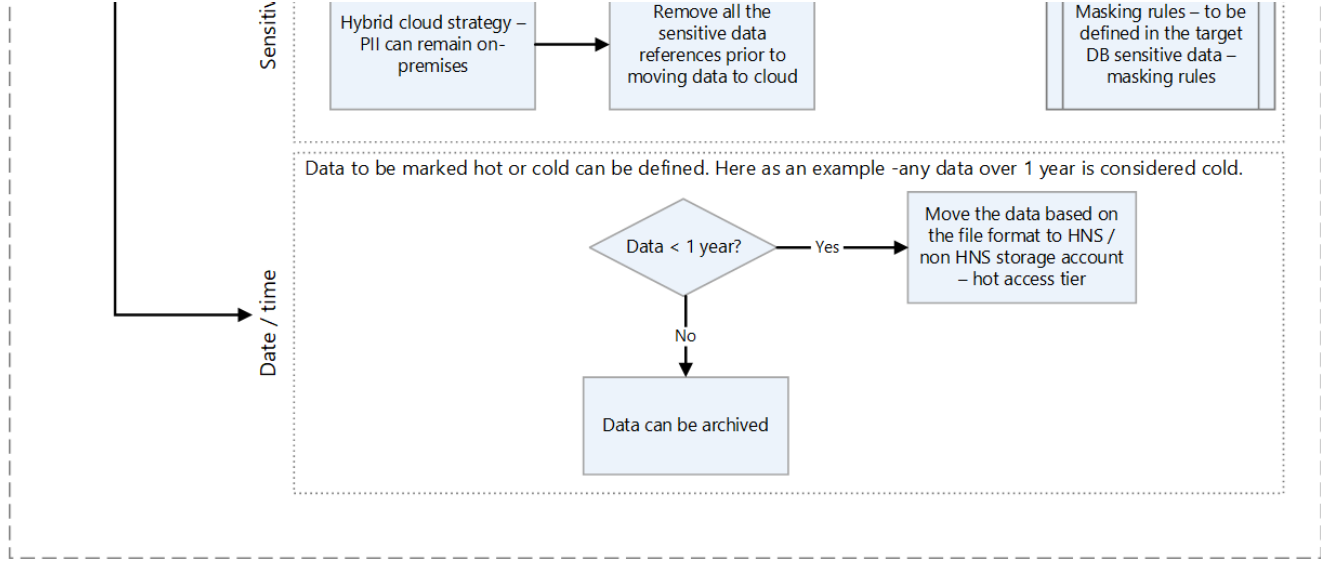 Sensitiv
Hybrid cloud strategy –
PII can remain on-
premises
Remove all the
sensitive data
references prior to
moving data to cloud
Masking rules – to be
defined in the target
DB sensitive data –
masking rules
Date / time
Data to be marked hot or cold can be defined. Here as an example -any data over 1 year is considered cold.
Data < 1 year?
Yes
Move the data based on
the file format to HNS /
non HNS storage account
– hot access tier
No
Data can be archived